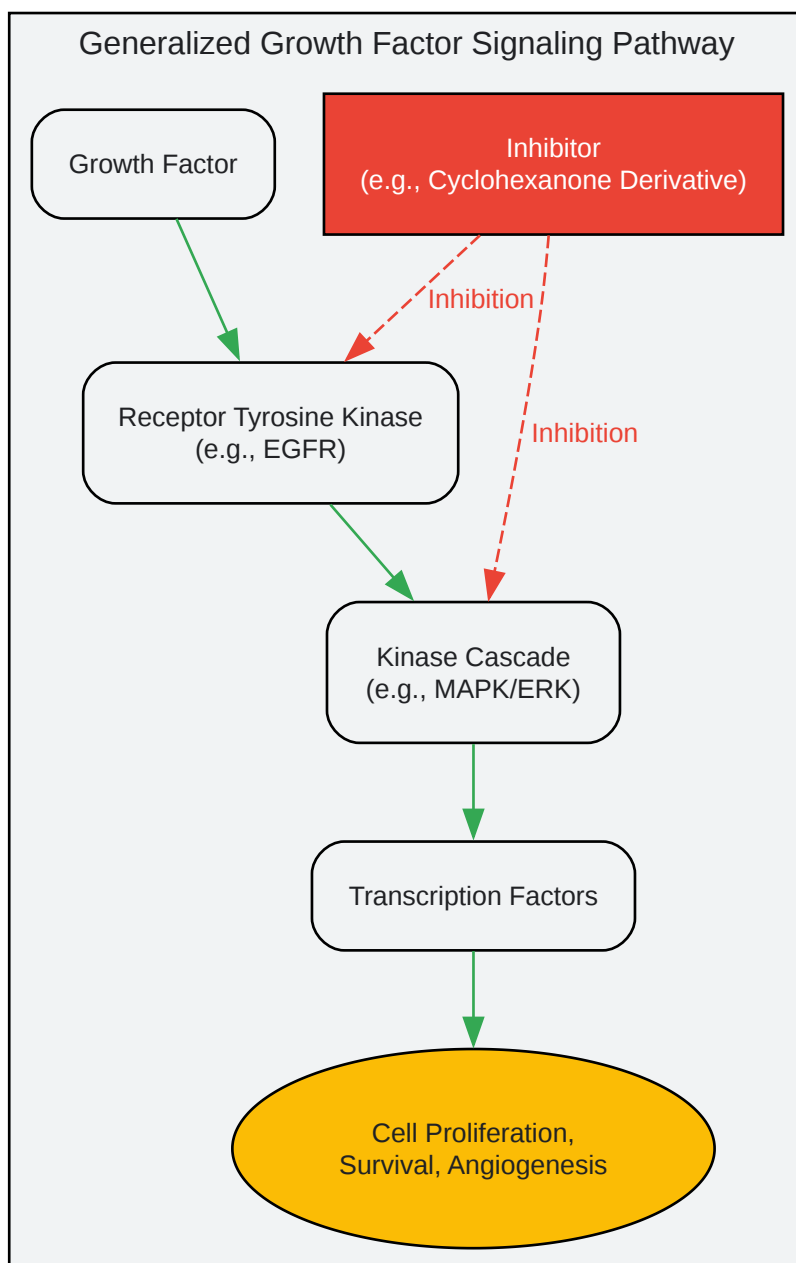 Generalized Growth Factor Signaling Pathway
Growth Factor
Inhibitor
(e.g., Cyclohexanone Derivative)
Inhibition
Receptor Tyrosine Kinase
(e.g., EGFR)
Inhibition
Kinase Cascade
(e.g., MAPK/ERK)
Transcription Factors
Cell Proliferation,
Survival, Angiogenesis